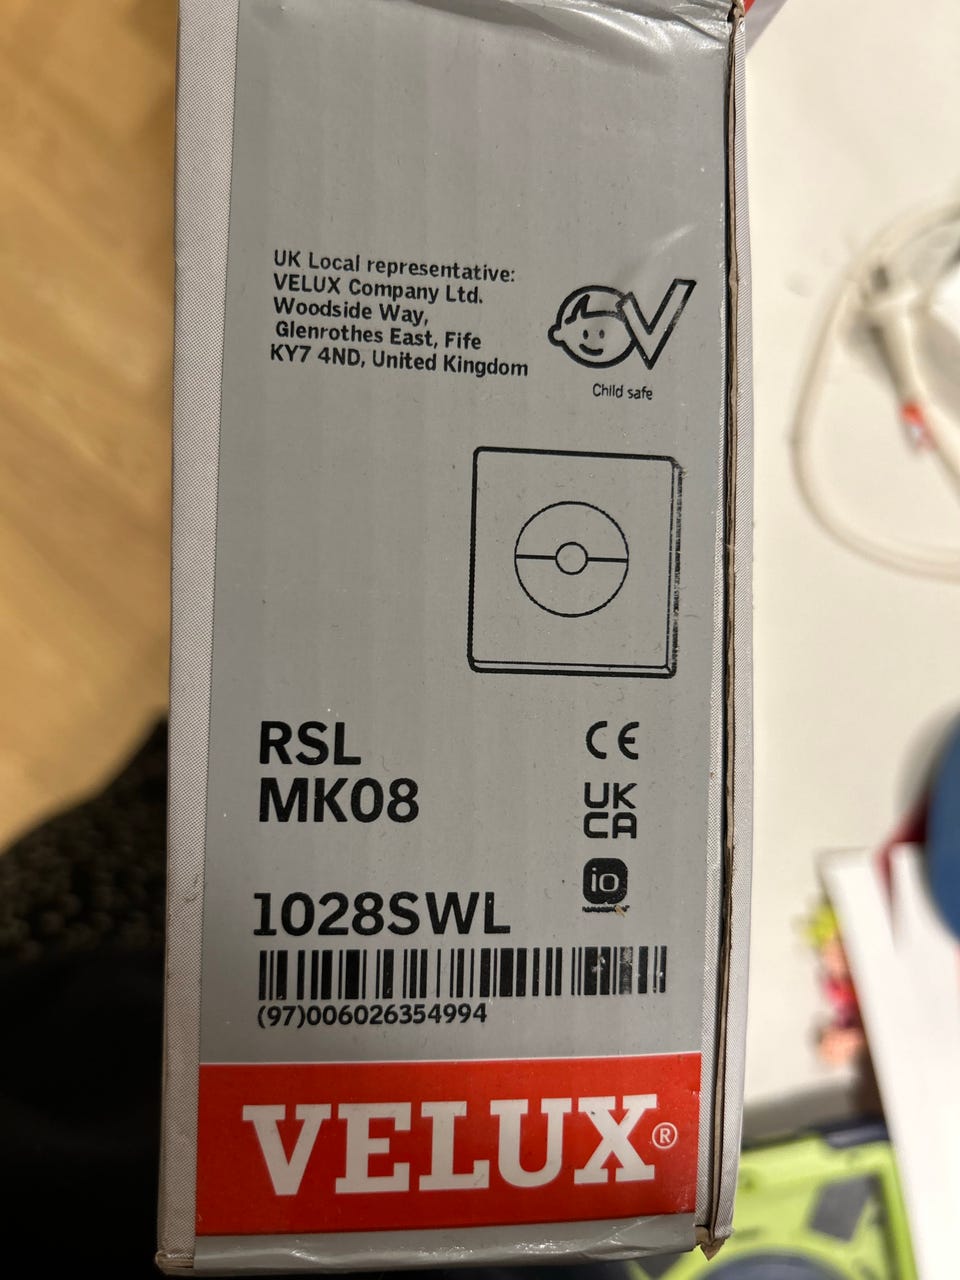 UK Local representative:
VELUX Company Ltd.
Woodside Way,
Glenrothes East, Fife
KY7 4ND, United Kingdom
Child safe
RSL
MK08
CE
UK
CA
io
1028SWL
(97)006026354994
VELUX®